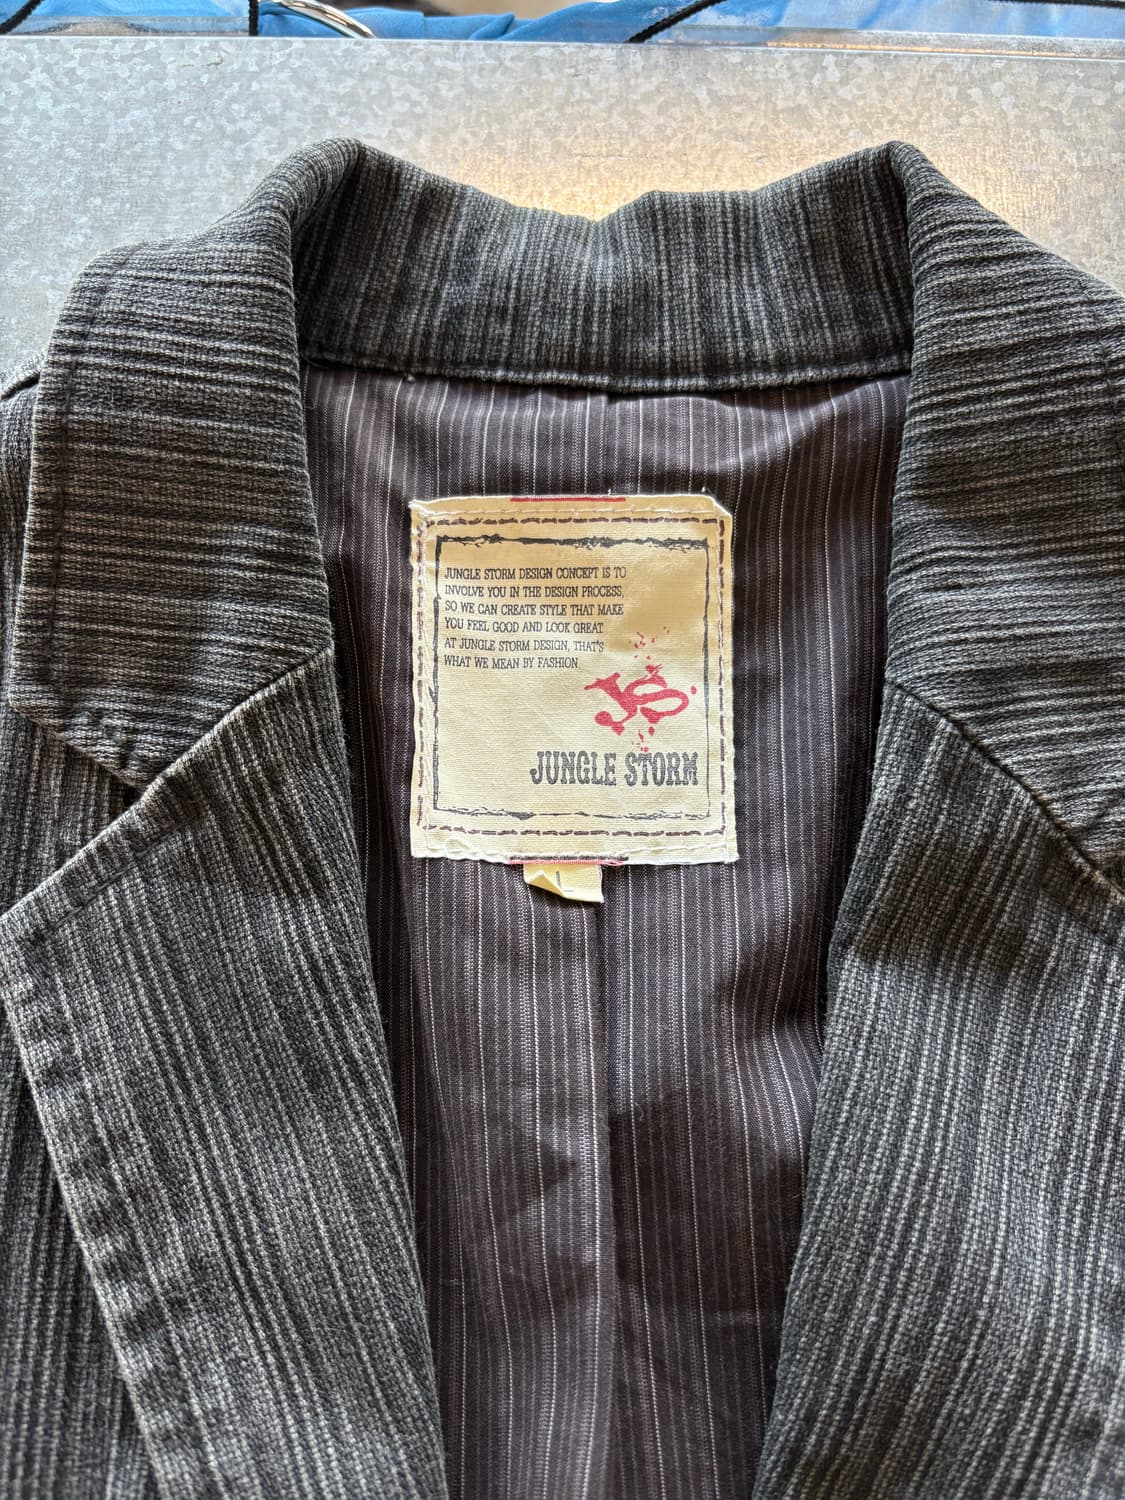 JUNGLE STORM DESIGN CONCEPT IS TO
INVOLVE YOU IN THE DESIGN PROCESS,
SO WE CAN CREATE STYLE THAT MAKE
YOU FEEL GOOD AND LOOK GREAT
AT JUNGLE STORM DESIGN, THAT'S
WHAT WE MEAN BY FASHION.
JS.
JUNGLE STORM
L